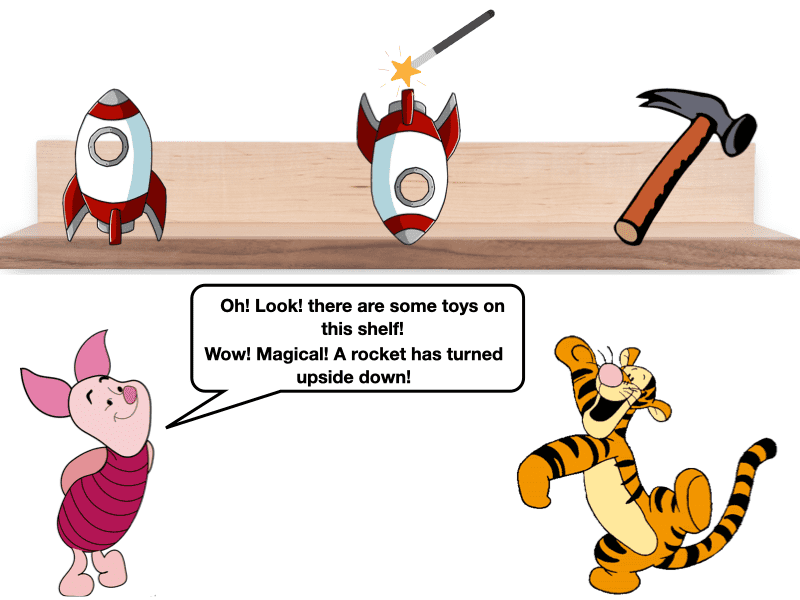 Oh! Look! there are some toys on
this shelf!
Wow! Magical! A rocket has turned
upside down!